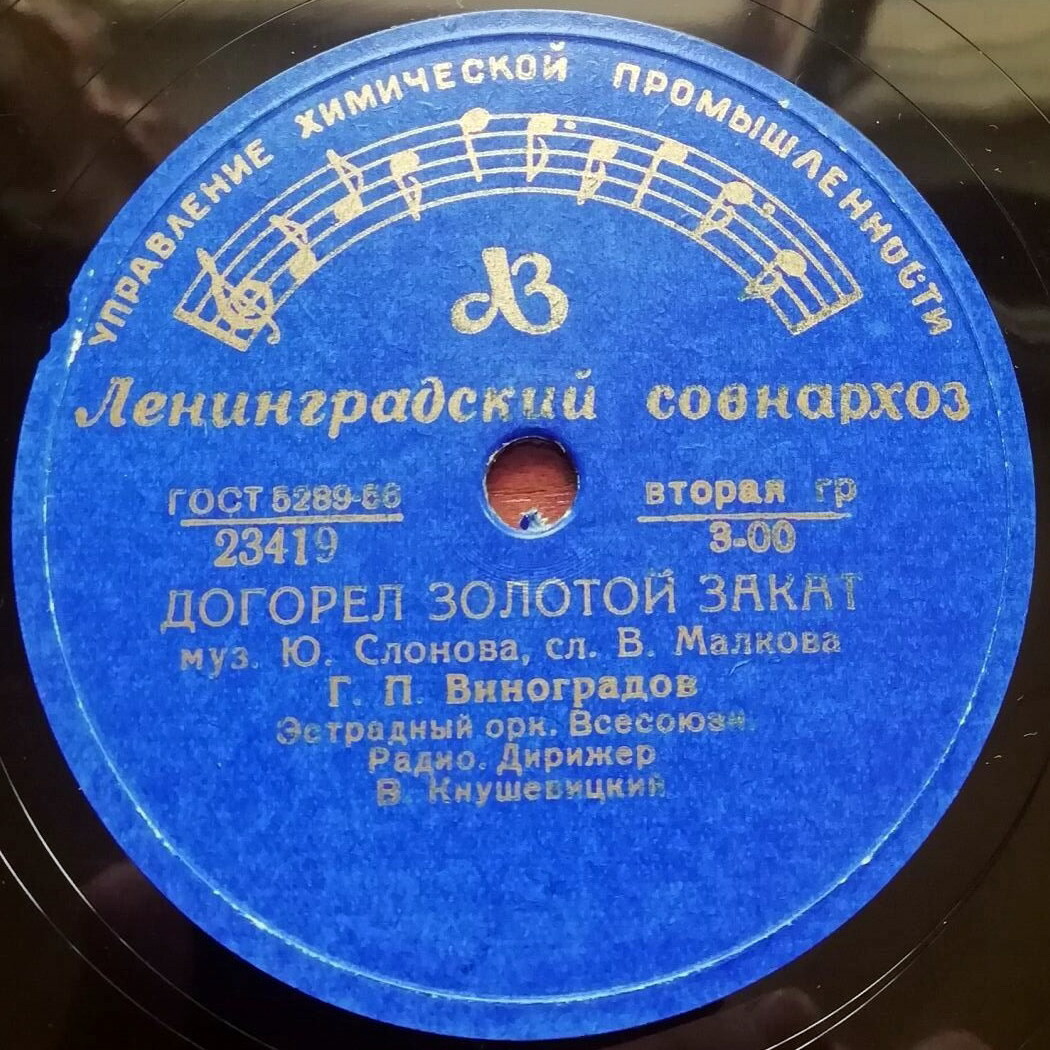 УПРАВЛЕНИЕ ХИМИЧЕСКОЙ ПРОМЫШЛЕННОСТИ
ЛЗ
Ленинградский совнархоз
ГОСТ 5289-56 вторая гр
23419 3-00
ДОГОРЕЛ ЗОЛОТОЙ ЗАКАТ
муз. Ю. Слонова, сл. В. Малкова
Г. П. Виноградов
Эстрадный орк. Всесоюзн.
Радио. Дирижер
В. Кнушевицкий